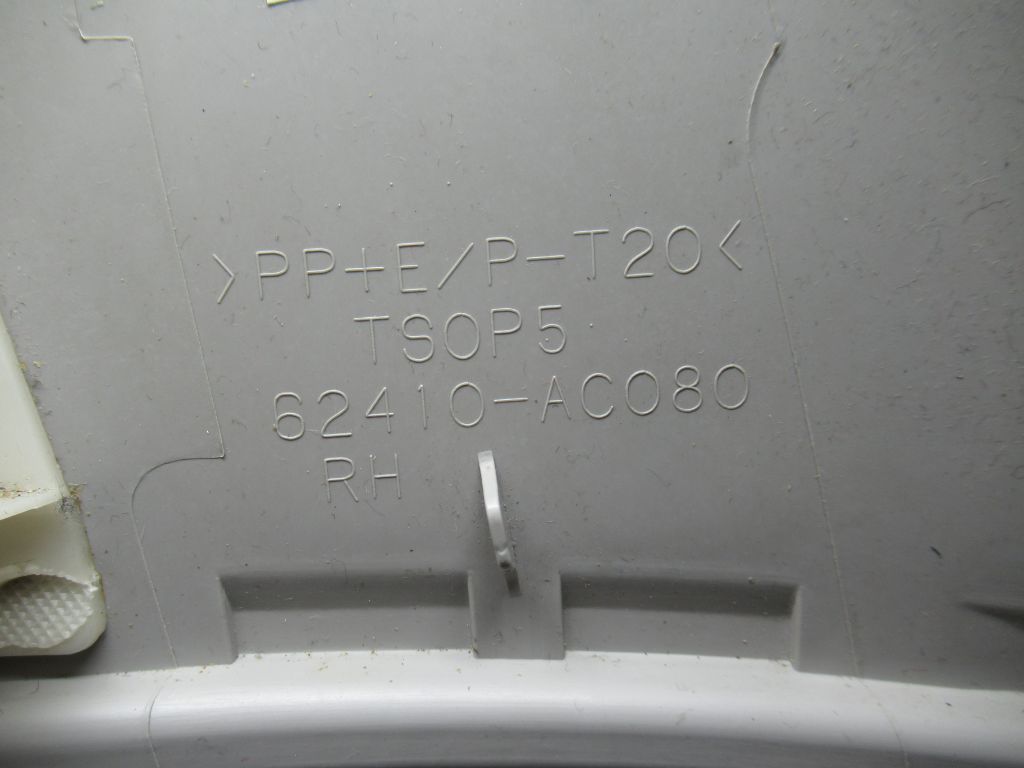 >PP+E/P-T20<
TSOP5
62410-AC080
RH